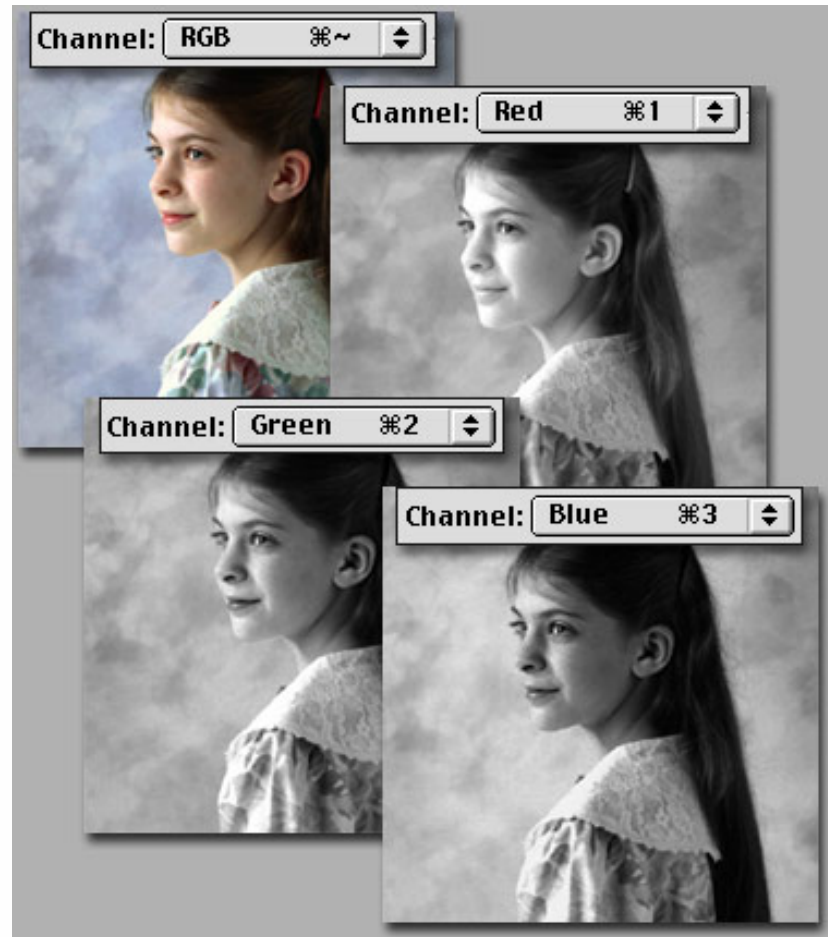 Channel: RGB ⌘~
Channel: Red ⌘1
Channel: Green ⌘2
Channel: Blue ⌘3